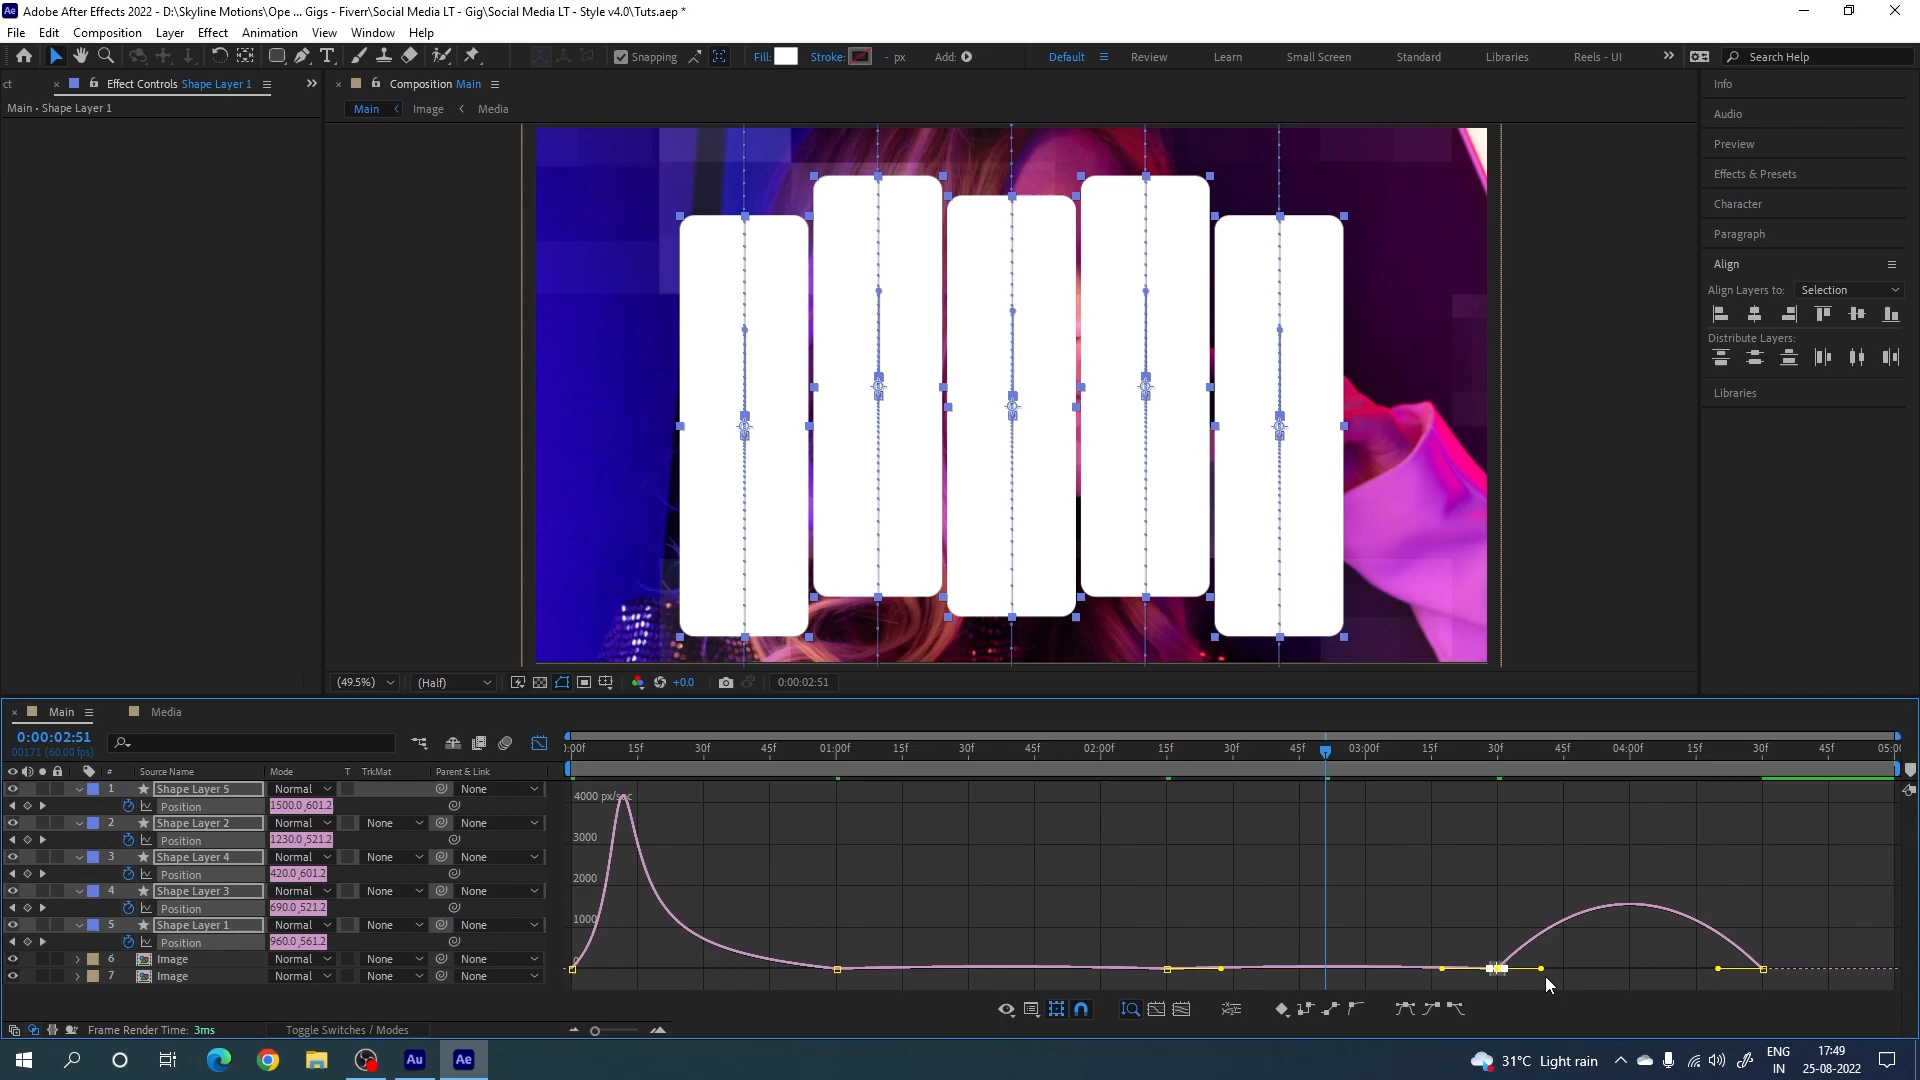 Adobe After Effects 2022 - D:\Skyline Motions\Ope ... Gigs - Fiverr\Social Media LT - Gig\Social Media LT - Style v4.0\Tuts.aep *
File Edit Composition Layer Effect Animation View Window Help
Snapping Fill: Stroke: - px Add: Default Review Learn Small Screen Standard Libraries Reels - UI Search Help
ct × Effect Controls Shape Layer 1 × Composition Main
Main • Shape Layer 1
Main Image Media
Info
Audio
Preview
Effects & Presets
Character
Paragraph
Align
Align Layers to: Selection
Distribute Layers:
Libraries
(49.5%) (Half) +0.0 0:00:02:51
× Main Media
0:00:02:51
00171 (60.00 fps)
0:00f 15f 30f 45f 01:00f 15f 30f 45f 02:00f 15f 30f 45f 03:00f 15f 30f 45f 04:00f 15f 30f 45f 05:00
# Source Name Mode T TrkMat Parent & Link
1 Shape Layer 5 Normal None
Position 1500.0,601.2
2 Shape Layer 2 Normal None None
Position 1230.0,521.2
3 Shape Layer 4 Normal None None
Position 420.0,601.2
4 Shape Layer 3 Normal None None
Position 690.0,521.2
5 Shape Layer 1 Normal None None
Position 960.0,561.2
6 Image Normal None None
7 Image Normal None None
4000 px/sec
3000
2000
1000
0
Frame Render Time: 3ms Toggle Switches / Modes
Au Ae
31°C Light rain
ENG
IN
17:49
25-08-2022